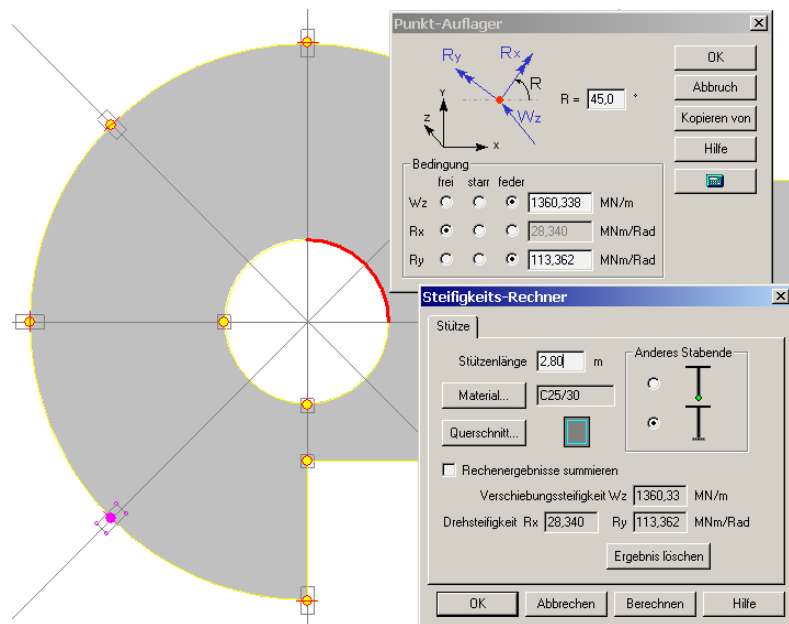 Punkt-Auflager
Ry
Rx
R
Wz
Y
Z
X
R = 45,0 °
OK
Abbruch
Kopieren von
Hilfe
Bedingung
frei starr feder
Wz 1360,338 MN/m
Rx 28,340 MNm/Rad
Ry 113,362 MNm/Rad
Steifigkeits-Rechner
Stütze
Stützenlänge 2,80 m
Material... C25/30
Querschnitt...
Anderes Stabende
Rechenergebnisse summieren
Verschiebungssteifigkeit Wz 1360,33 MN/m
Drehsteifigkeit Rx 28,340 Ry 113,362 MNm/Rad
Ergebnis löschen
OK Abbrechen Berechnen Hilfe